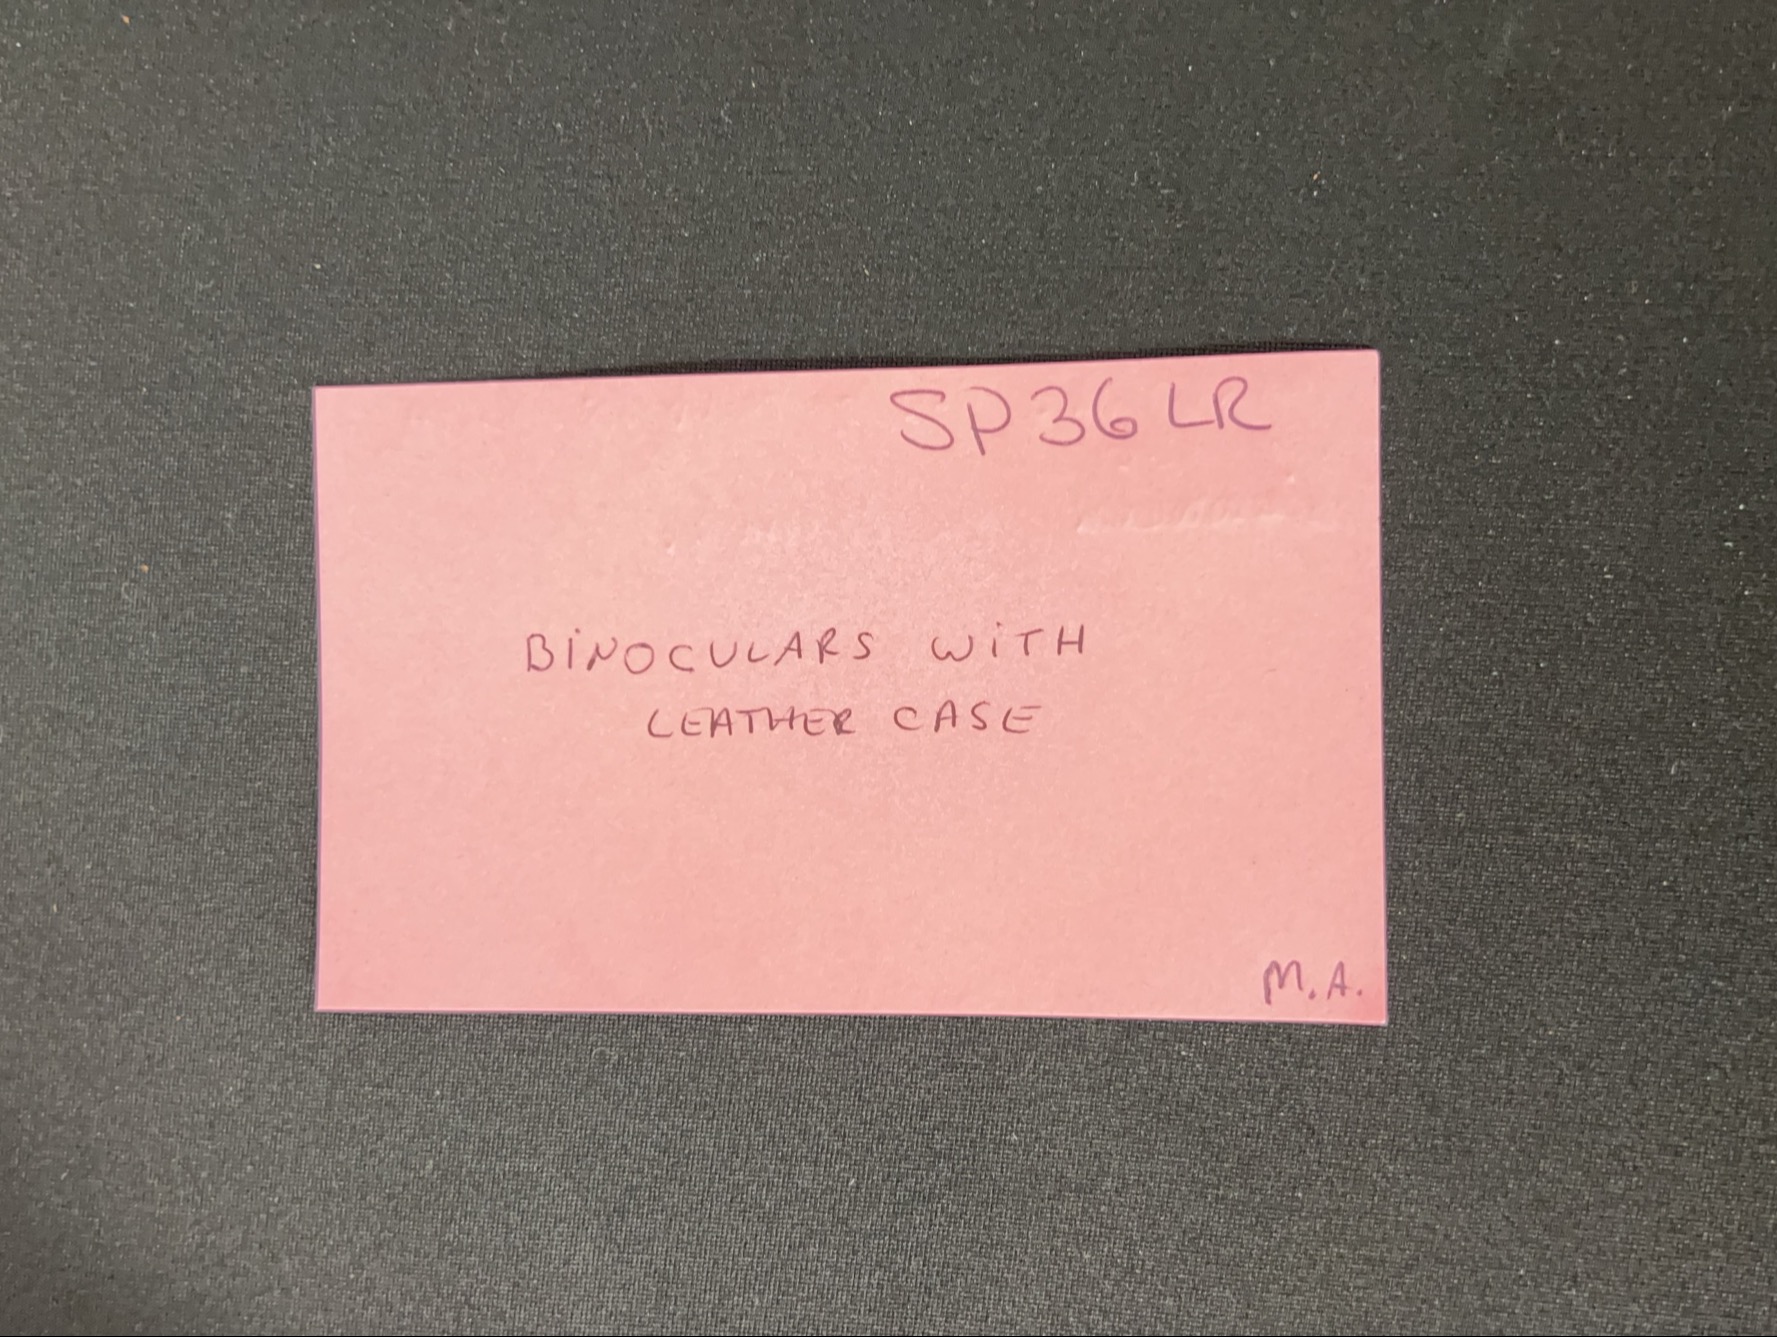 SP36LR
BiNOCULARS WiTH
LEATHER CASE
M.A.